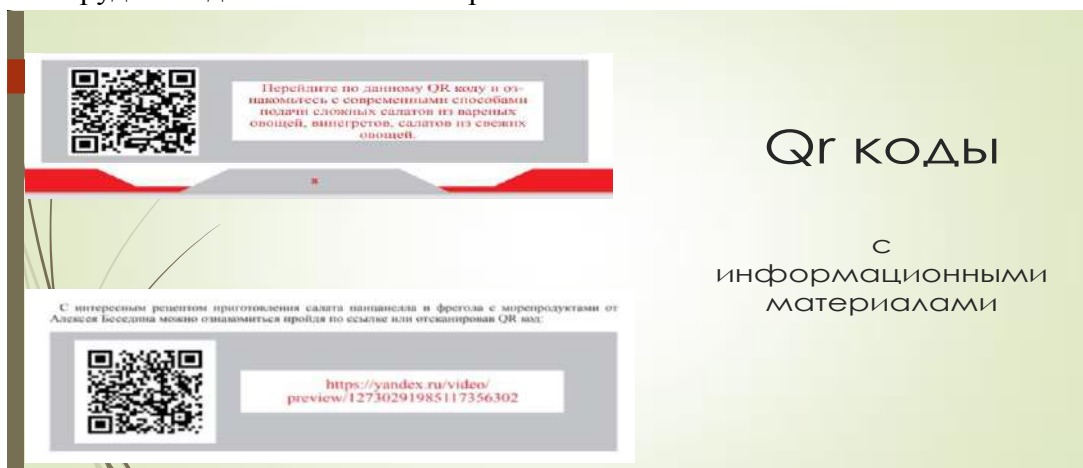 Перейдите по данному QR коду и оз-
накомьтесь с современными способами
подачи сложных салатов из вареных
овощей, винегретов, салатов из свежих
овощей.
Qr коды
с
информационными
материалами
С интересным рецептом приготовления салата панцанелла и фрегола с морепродуктами от
Алексея Беседина можно ознакомиться пройдя по ссылке или отсканировав QR код:
https://yandex.ru/video/
preview/12730291985117356302